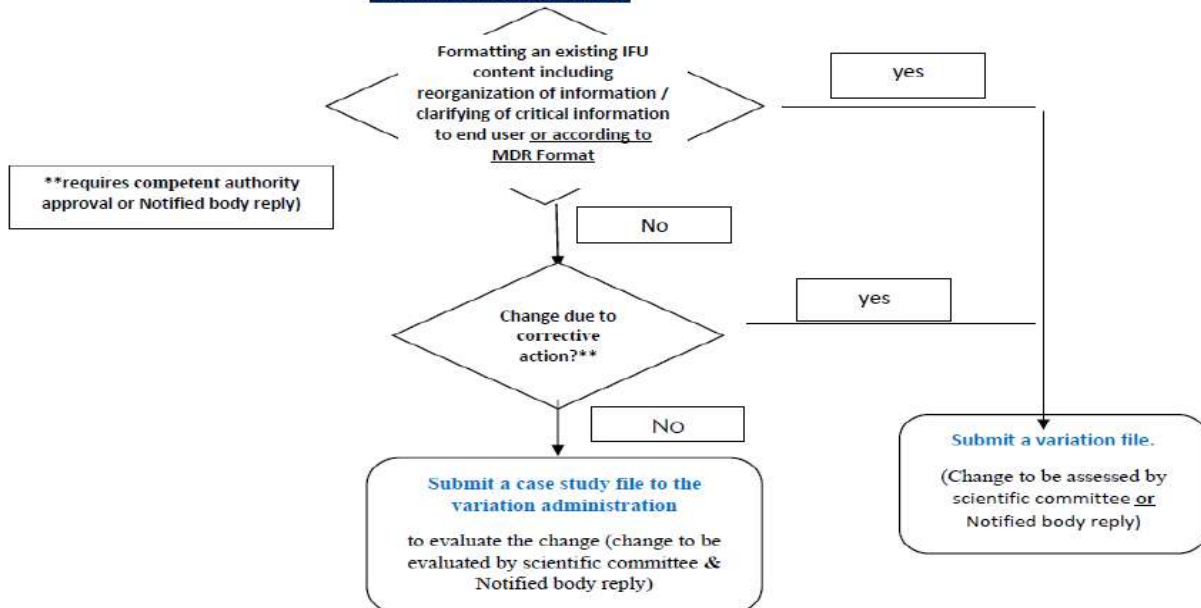 Formatting an existing IFU
content including
reorganization of information /
clarifying of critical information
to end user or according to
MDR Format
yes
**requires competent authority
approval or Notified body reply)
No
Change due to
corrective
action?**
yes
No
Submit a case study file to the
variation administration
to evaluate the change (change to be
evaluated by scientific committee &
Notified body reply)
Submit a variation file.
(Change to be assessed by
scientific committee or
Notified body reply)